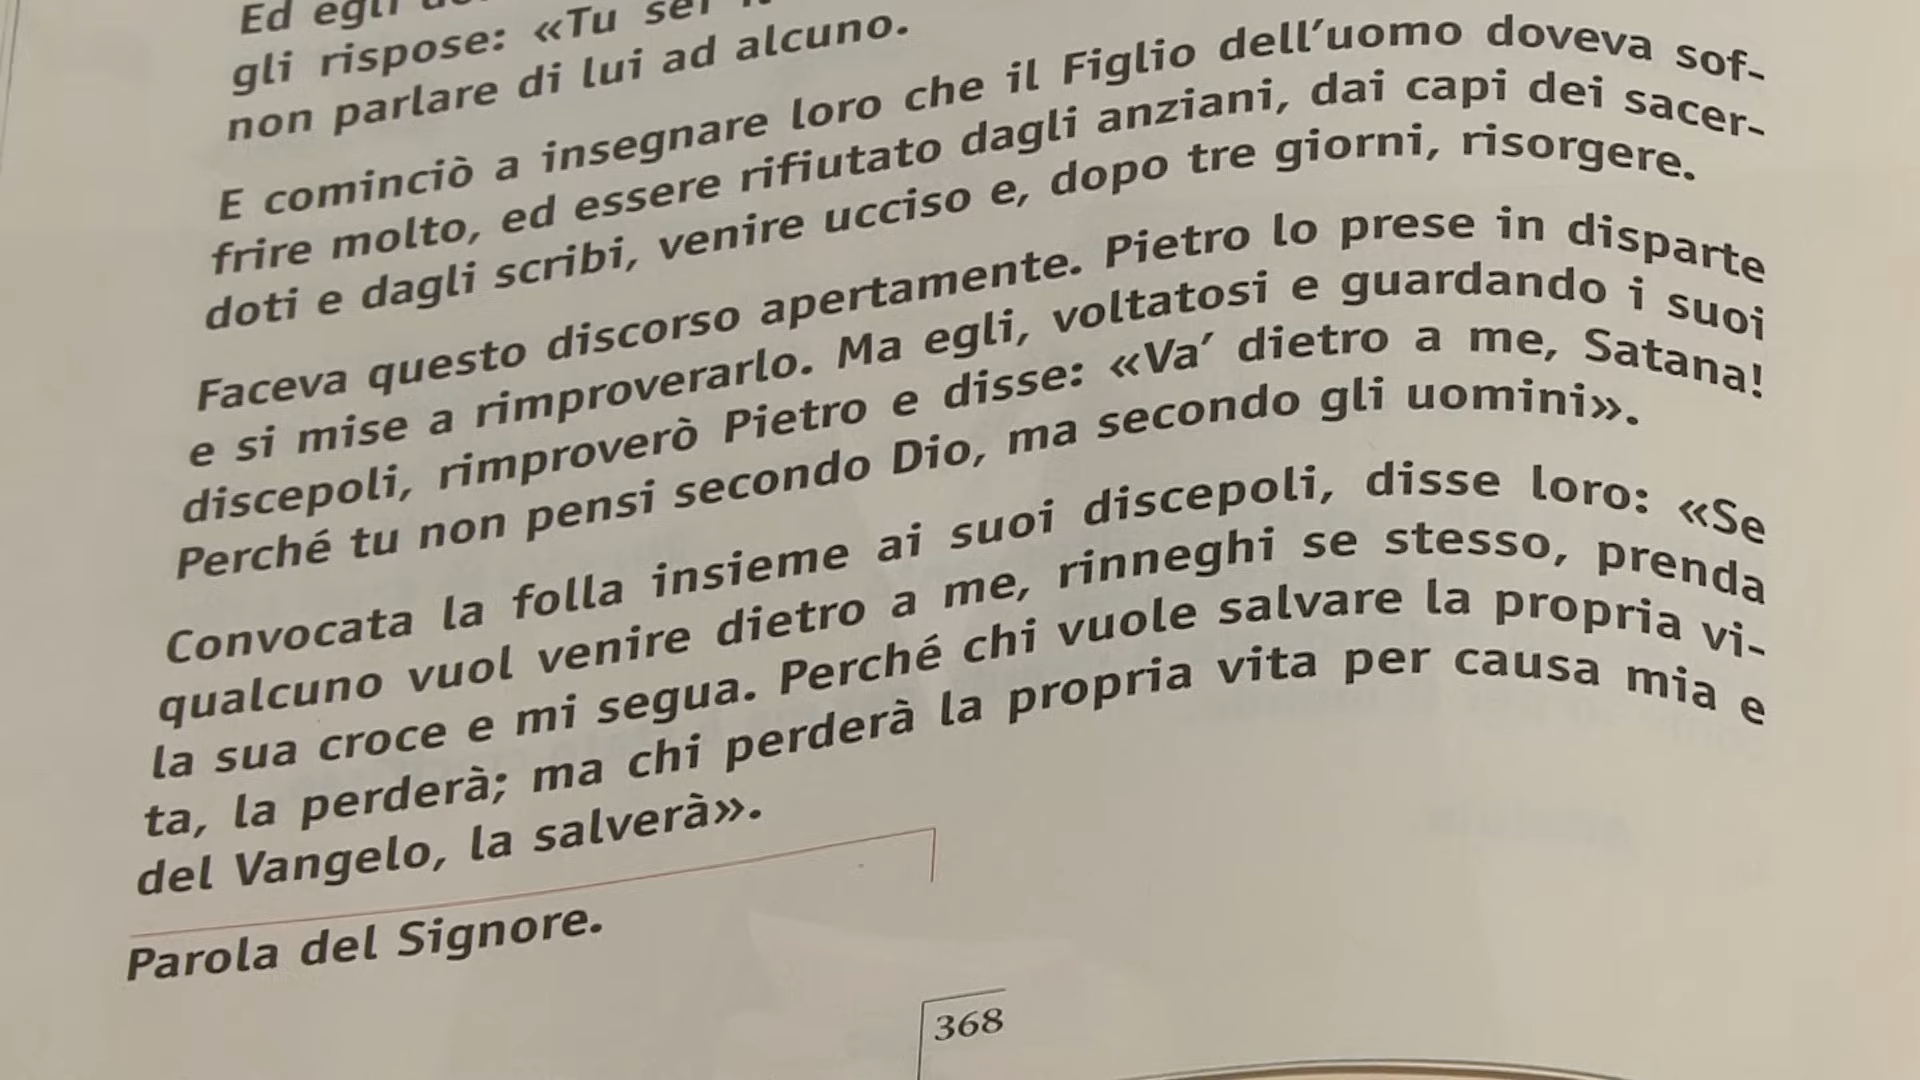 Ed egli
gli rispose: «Tu sei
non parlare di lui ad alcuno.
E cominciò a insegnare loro che il Figlio dell’uomo doveva sof-
frire molto, ed essere rifiutato dagli anziani, dai capi dei sacer-
doti e dagli scribi, venire ucciso e, dopo tre giorni, risorgere.
Faceva questo discorso apertamente. Pietro lo prese in disparte
e si mise a rimproverarlo. Ma egli, voltatosi e guardando i suoi
discepoli, rimproverò Pietro e disse: «Va’ dietro a me, Satana!
Perché tu non pensi secondo Dio, ma secondo gli uomini».
Convocata la folla insieme ai suoi discepoli, disse loro: «Se
qualcuno vuol venire dietro a me, rinneghi se stesso, prenda
la sua croce e mi segua. Perché chi vuole salvare la propria vi-
ta, la perderà; ma chi perderà la propria vita per causa mia e
del Vangelo, la salverà».
Parola del Signore.
368